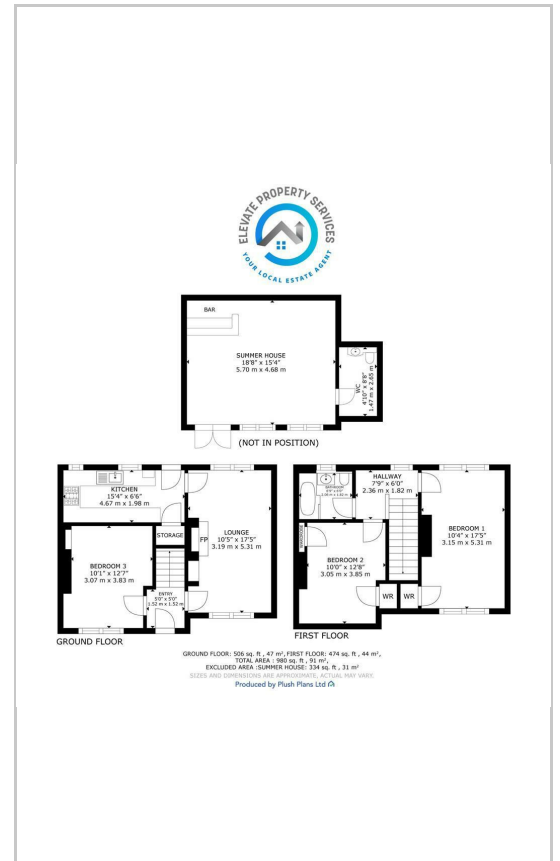 ELEVATE PROPERTY SERVICES
YOUR LOCAL ESTATE AGENT
BAR
SUMMER HOUSE
18'8" x 15'4"
5.70 m x 4.68 m
WC
4'10" x 8'8"
1.47 m x 2.65 m
(NOT IN POSITION)
KITCHEN
15'4" x 6'6"
4.67 m x 1.98 m
STORAGE
LOUNGE
10'5" x 17'5"
3.19 m x 5.31 m
FP
BEDROOM 3
10'1" x 12'7"
3.07 m x 3.83 m
ENTRY
5'0" x 5'0"
1.52 m x 1.52 m
GROUND FLOOR
BATHROOM
HALLWAY
7'9" x 6'0"
2.36 m x 1.82 m
BEDROOM 1
10'4" x 17'5"
3.15 m x 5.31 m
WARDROBE
BEDROOM 2
10'0" x 12'8"
3.05 m x 3.85 m
WR
WR
FIRST FLOOR
GROUND FLOOR: 506 sq. ft , 47 m², FIRST FLOOR: 474 sq. ft , 44 m²,
TOTAL AREA : 980 sq. ft , 91 m²,
EXCLUDED AREA :SUMMER HOUSE: 334 sq. ft , 31 m²
SIZES AND DIMENSIONS ARE APPROXIMATE, ACTUAL MAY VARY.
Produced by Plush Plans Ltd